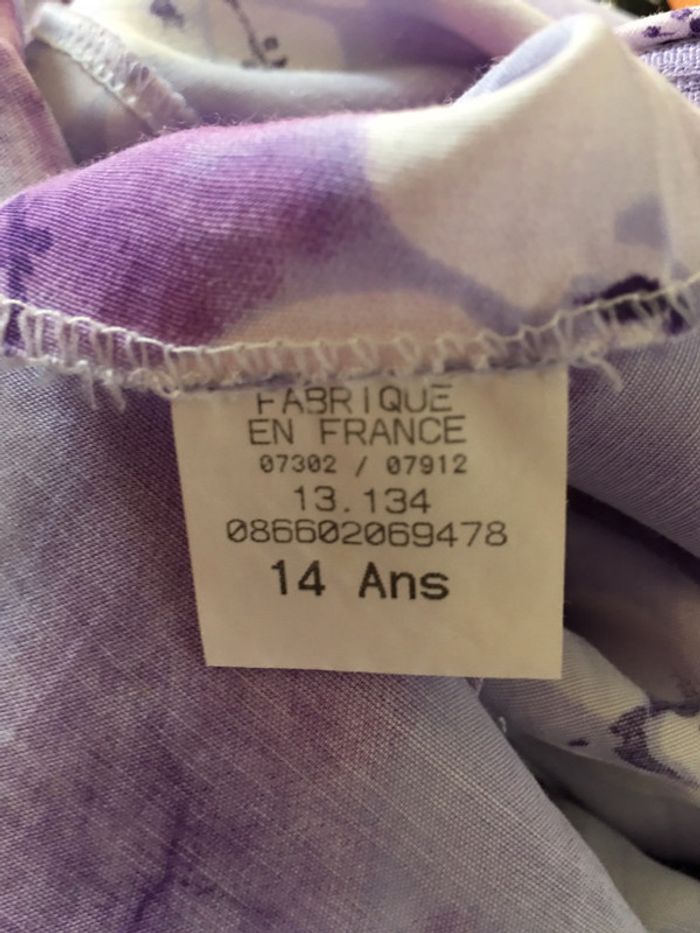 FABRIQUE
EN FRANCE
07302 / 07912
13.134
086602069478
14 Ans